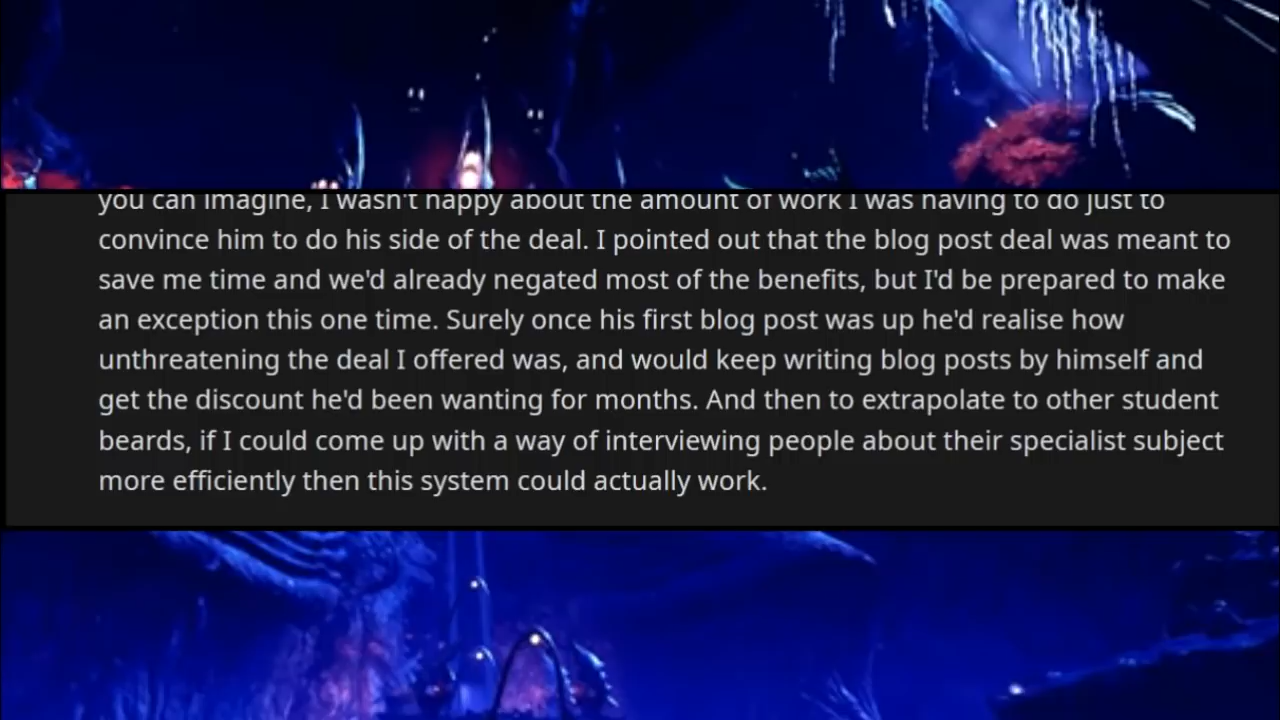 you can imagine, I wasn't happy about the amount of work I was having to do just to
convince him to do his side of the deal. I pointed out that the blog post deal was meant to
save me time and we'd already negated most of the benefits, but I'd be prepared to make
an exception this one time. Surely once his first blog post was up he'd realise how
unthreatening the deal I offered was, and would keep writing blog posts by himself and
get the discount he'd been wanting for months. And then to extrapolate to other student
beards, if I could come up with a way of interviewing people about their specialist subject
more efficiently then this system could actually work.